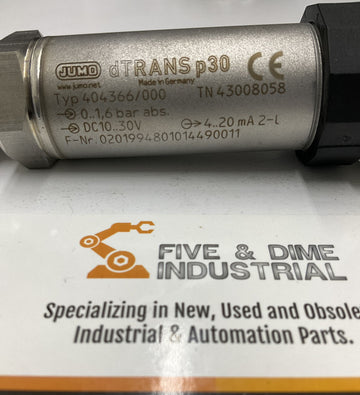 JUMO dTRANS p30 CE
www.jumo.net Made in Germany
Typ 404366/000 TN 43008058
0..1,6 bar abs.
DC10..30V 4..20 mA 2-L
F-Nr. 0201994801014490011
FIVE & DIME
INDUSTRIAL
Specializing in New, Used and Obsole
Industrial & Automation Parts.